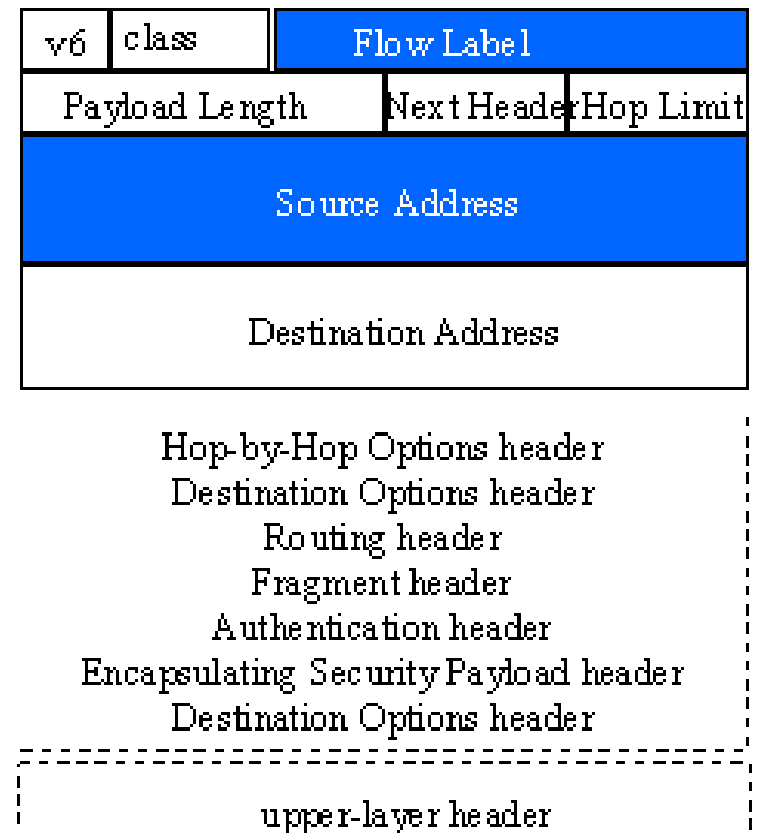 v6 class Flow Label
Payload Length Next Header Hop Limit
Source Address
Destination Address
Hop-by-Hop Options header
Destination Options header
Routing header
Fragment header
Authentication header
Encapsulating Security Payload header
Destination Options header
upper-layer header